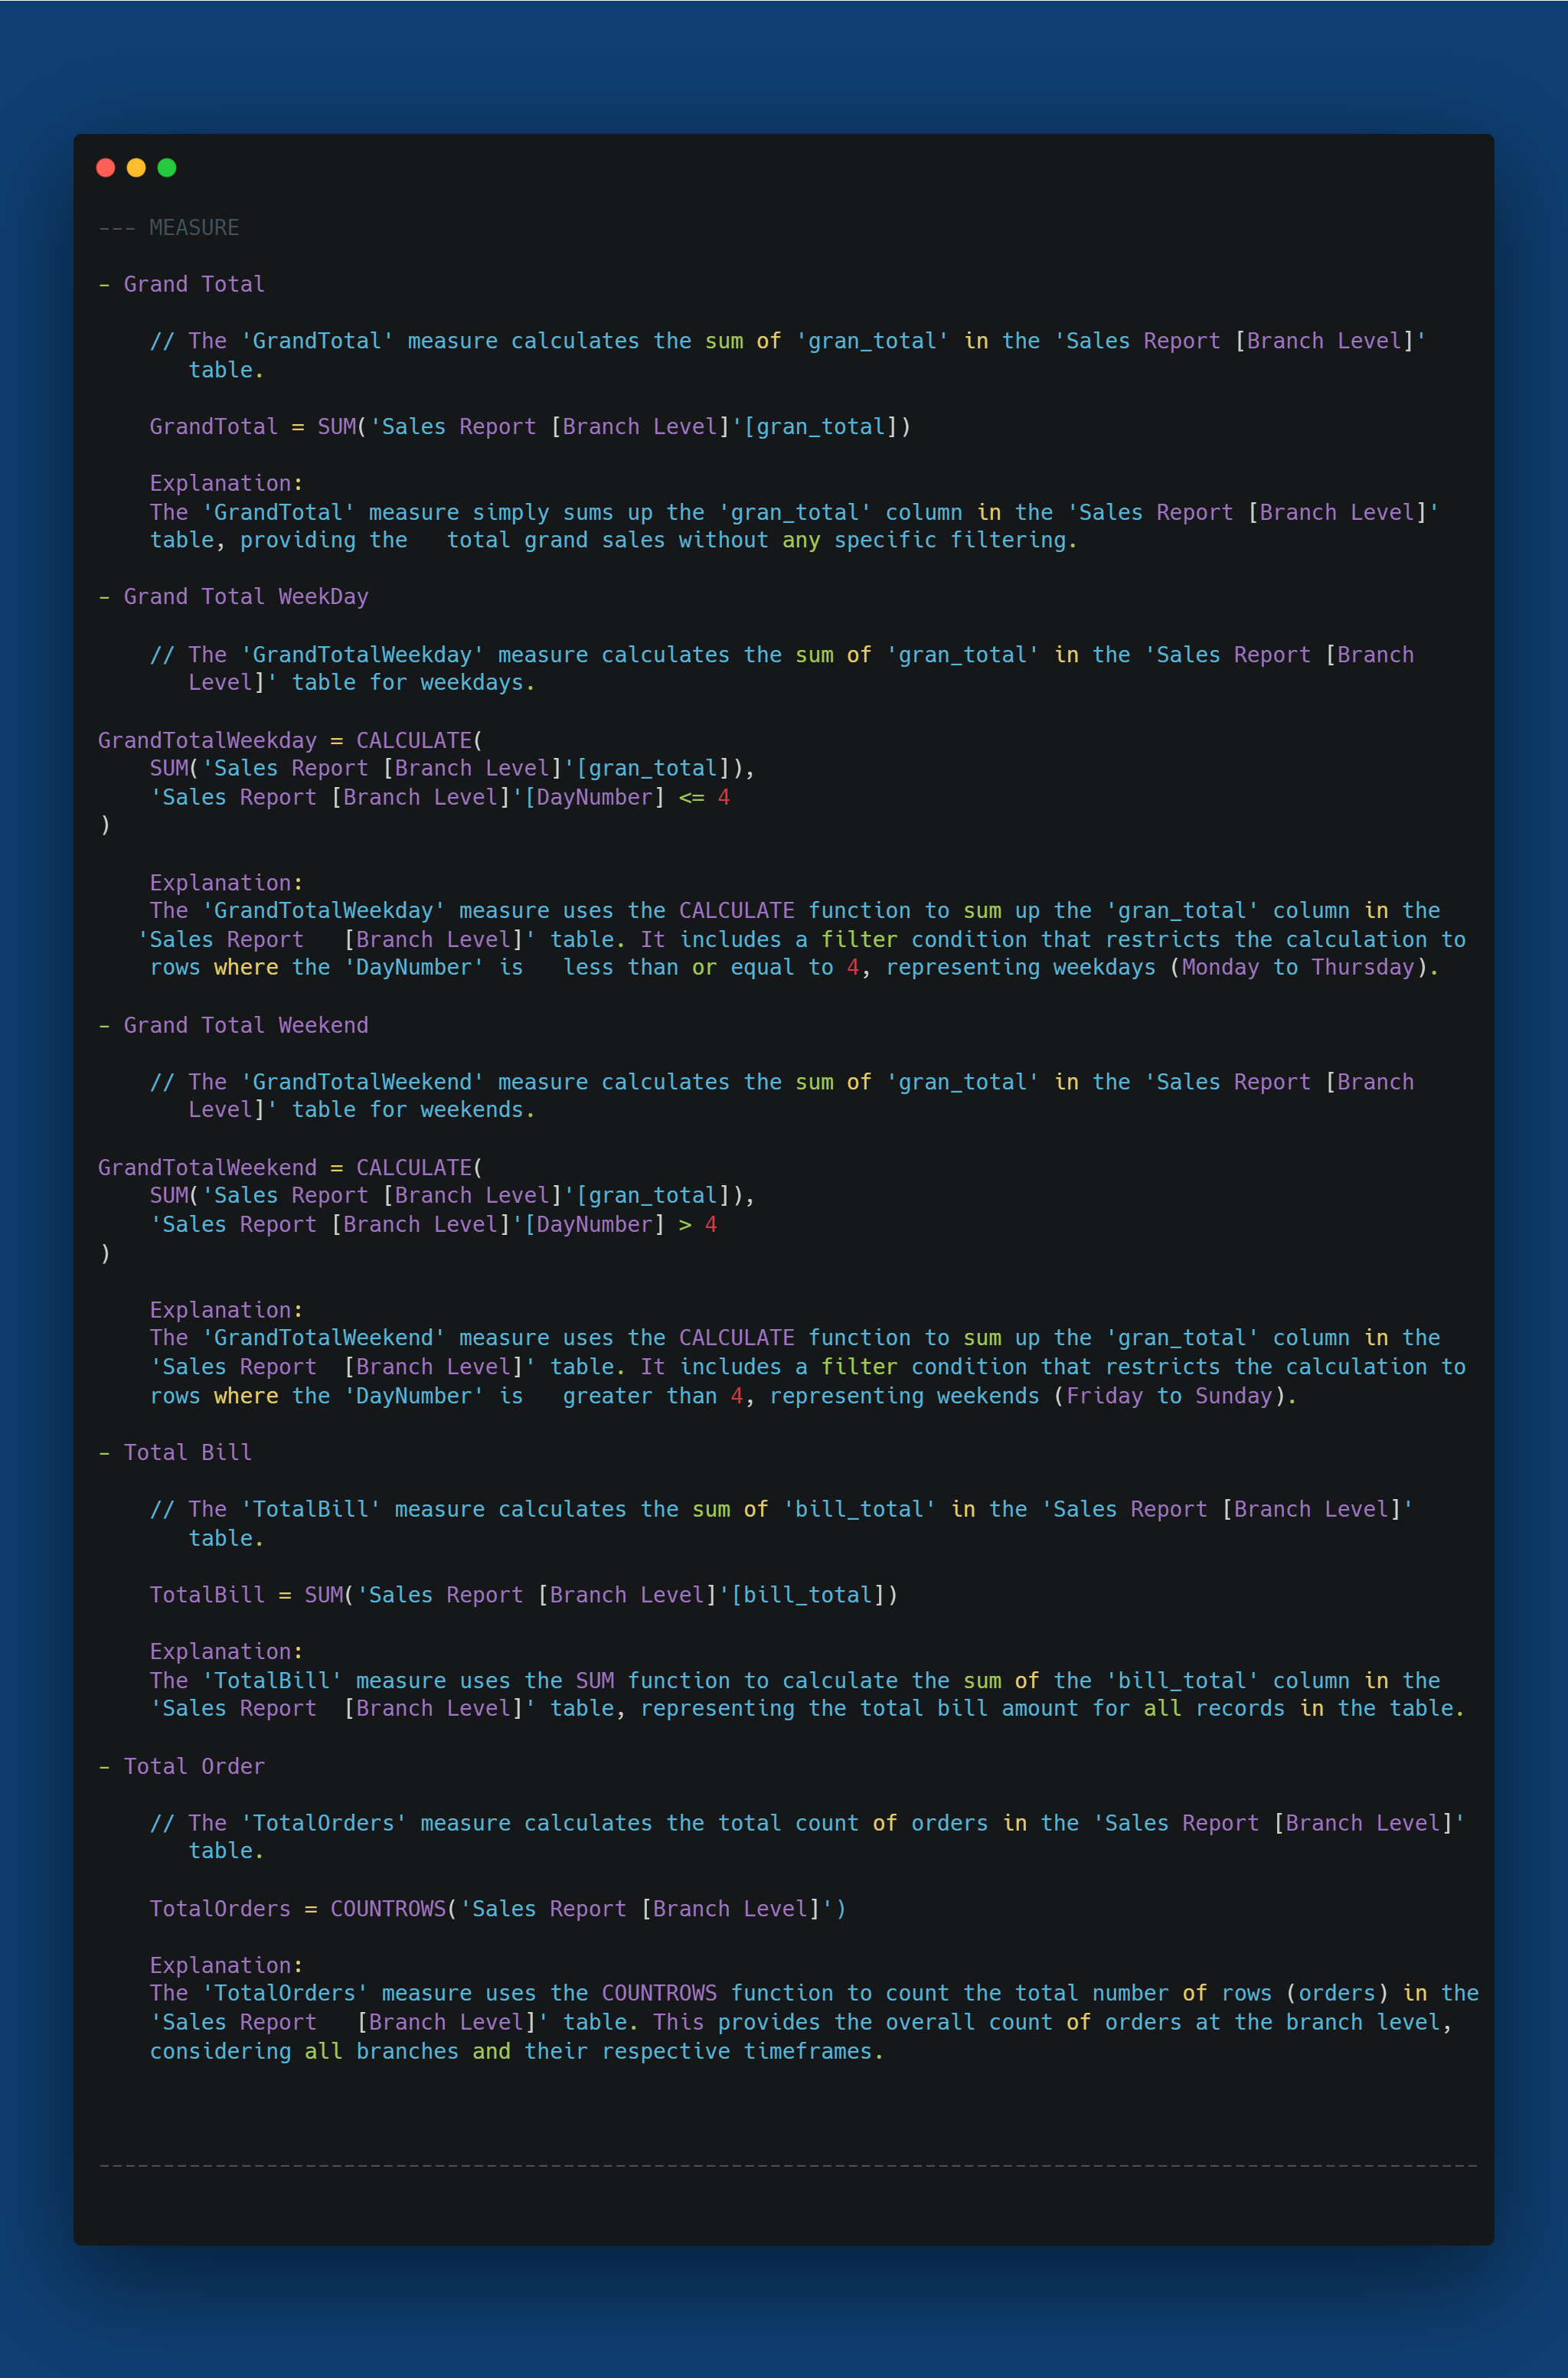 --- MEASURE
- Grand Total
// The 'GrandTotal' measure calculates the sum of 'gran_total' in the 'Sales Report [Branch Level]'
table.
GrandTotal = SUM('Sales Report [Branch Level]'[gran_total])
Explanation:
The 'GrandTotal' measure simply sums up the 'gran_total' column in the 'Sales Report [Branch Level]'
table, providing the   total grand sales without any specific filtering.
- Grand Total WeekDay
// The 'GrandTotalWeekday' measure calculates the sum of 'gran_total' in the 'Sales Report [Branch
Level]' table for weekdays.
GrandTotalWeekday = CALCULATE(
SUM('Sales Report [Branch Level]'[gran_total]),
'Sales Report [Branch Level]'[DayNumber] <= 4
)
Explanation:
The 'GrandTotalWeekday' measure uses the CALCULATE function to sum up the 'gran_total' column in the
'Sales Report   [Branch Level]' table. It includes a filter condition that restricts the calculation to
rows where the 'DayNumber' is   less than or equal to 4, representing weekdays (Monday to Thursday).
- Grand Total Weekend
// The 'GrandTotalWeekend' measure calculates the sum of 'gran_total' in the 'Sales Report [Branch
Level]' table for weekends.
GrandTotalWeekend = CALCULATE(
SUM('Sales Report [Branch Level]'[gran_total]),
'Sales Report [Branch Level]'[DayNumber] > 4
)
Explanation:
The 'GrandTotalWeekend' measure uses the CALCULATE function to sum up the 'gran_total' column in the
'Sales Report  [Branch Level]' table. It includes a filter condition that restricts the calculation to
rows where the 'DayNumber' is   greater than 4, representing weekends (Friday to Sunday).
- Total Bill
// The 'TotalBill' measure calculates the sum of 'bill_total' in the 'Sales Report [Branch Level]'
table.
TotalBill = SUM('Sales Report [Branch Level]'[bill_total])
Explanation:
The 'TotalBill' measure uses the SUM function to calculate the sum of the 'bill_total' column in the
'Sales Report  [Branch Level]' table, representing the total bill amount for all records in the table.
- Total Order
// The 'TotalOrders' measure calculates the total count of orders in the 'Sales Report [Branch Level]'
table.
TotalOrders = COUNTROWS('Sales Report [Branch Level]')
Explanation:
The 'TotalOrders' measure uses the COUNTROWS function to count the total number of rows (orders) in the
'Sales Report   [Branch Level]' table. This provides the overall count of orders at the branch level,
considering all branches and their respective timeframes.
-----------------------------------------------------------------------------------------------------------